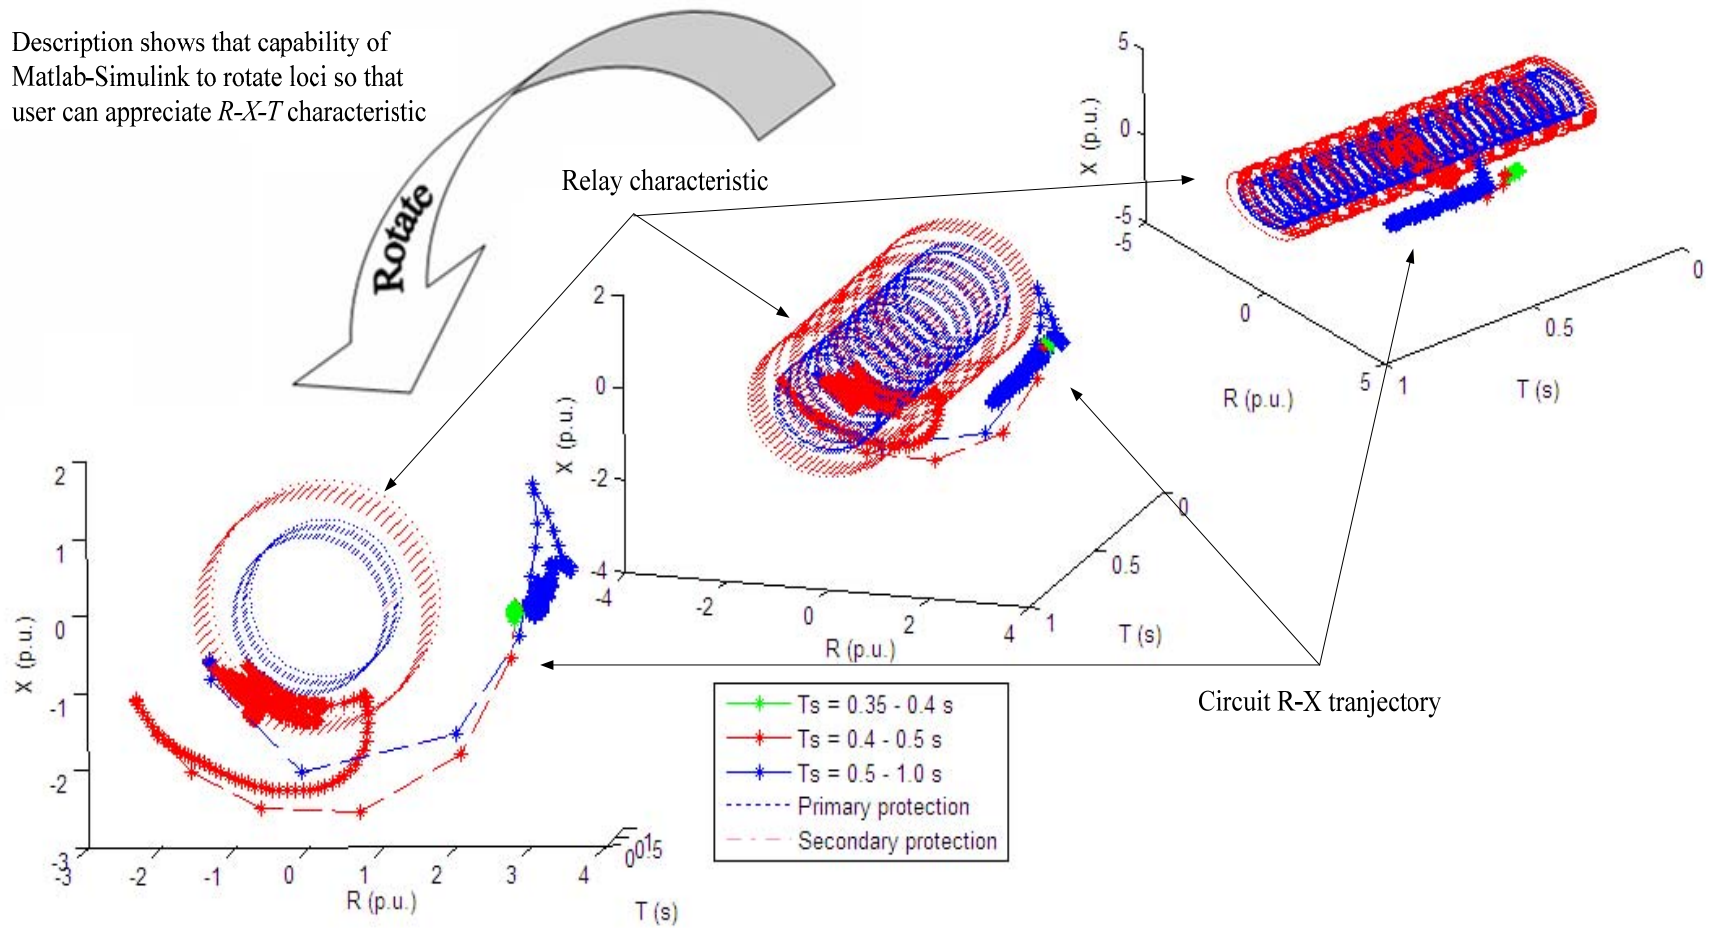 Description shows that capability of
Matlab-Simulink to rotate loci so that
user can appreciate R-X-T characteristic
Rotate
Relay characteristic
5
0
-5
X (p.u.)
-5
0
5
R (p.u.)
1
0.5
0
T (s)
2
0
-2
-4
X (p.u.)
-4
-2
0
2
4
R (p.u.)
1
0.5
0
T (s)
2
1
0
-1
-2
-3
X (p.u.)
-3
-2
-1
0
1
2
3
4
R (p.u.)
T (s)
Circuit R-X tranjectory
Ts = 0.35 - 0.4 s
Ts = 0.4 - 0.5 s
Ts = 0.5 - 1.0 s
Primary protection
Secondary protection